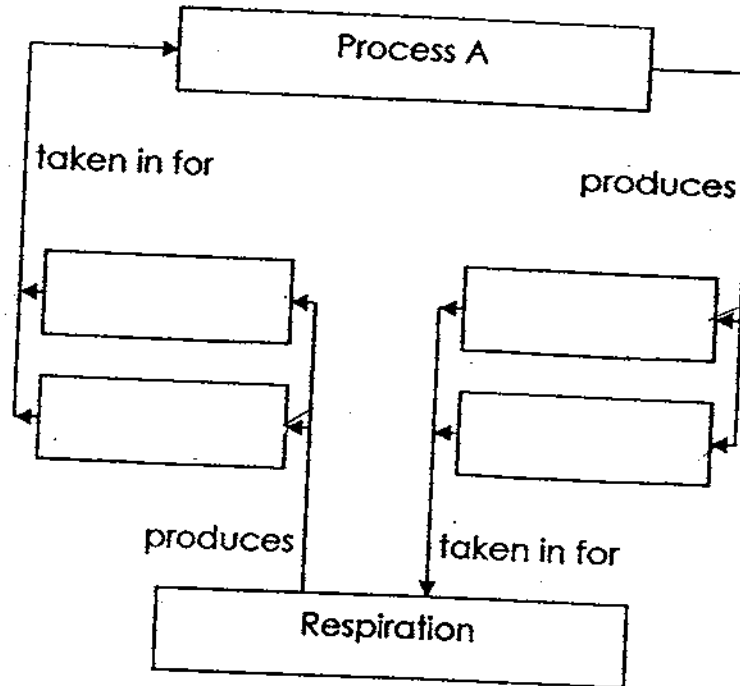 Process A
taken in for
produces
produces
taken in for
Respiration